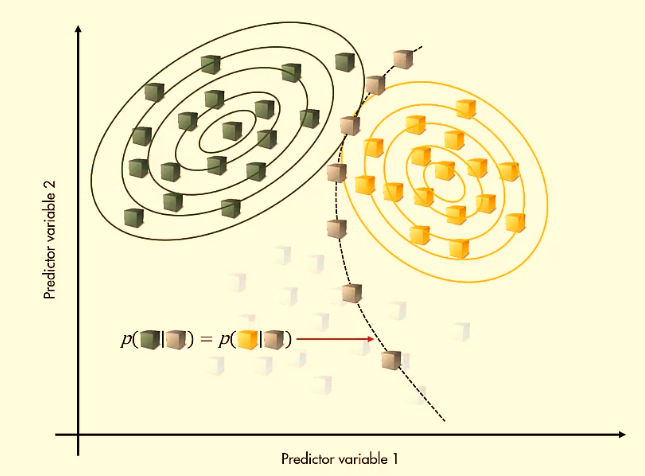 Predictor variable 2
p( | ) = p( | )
Predictor variable 1